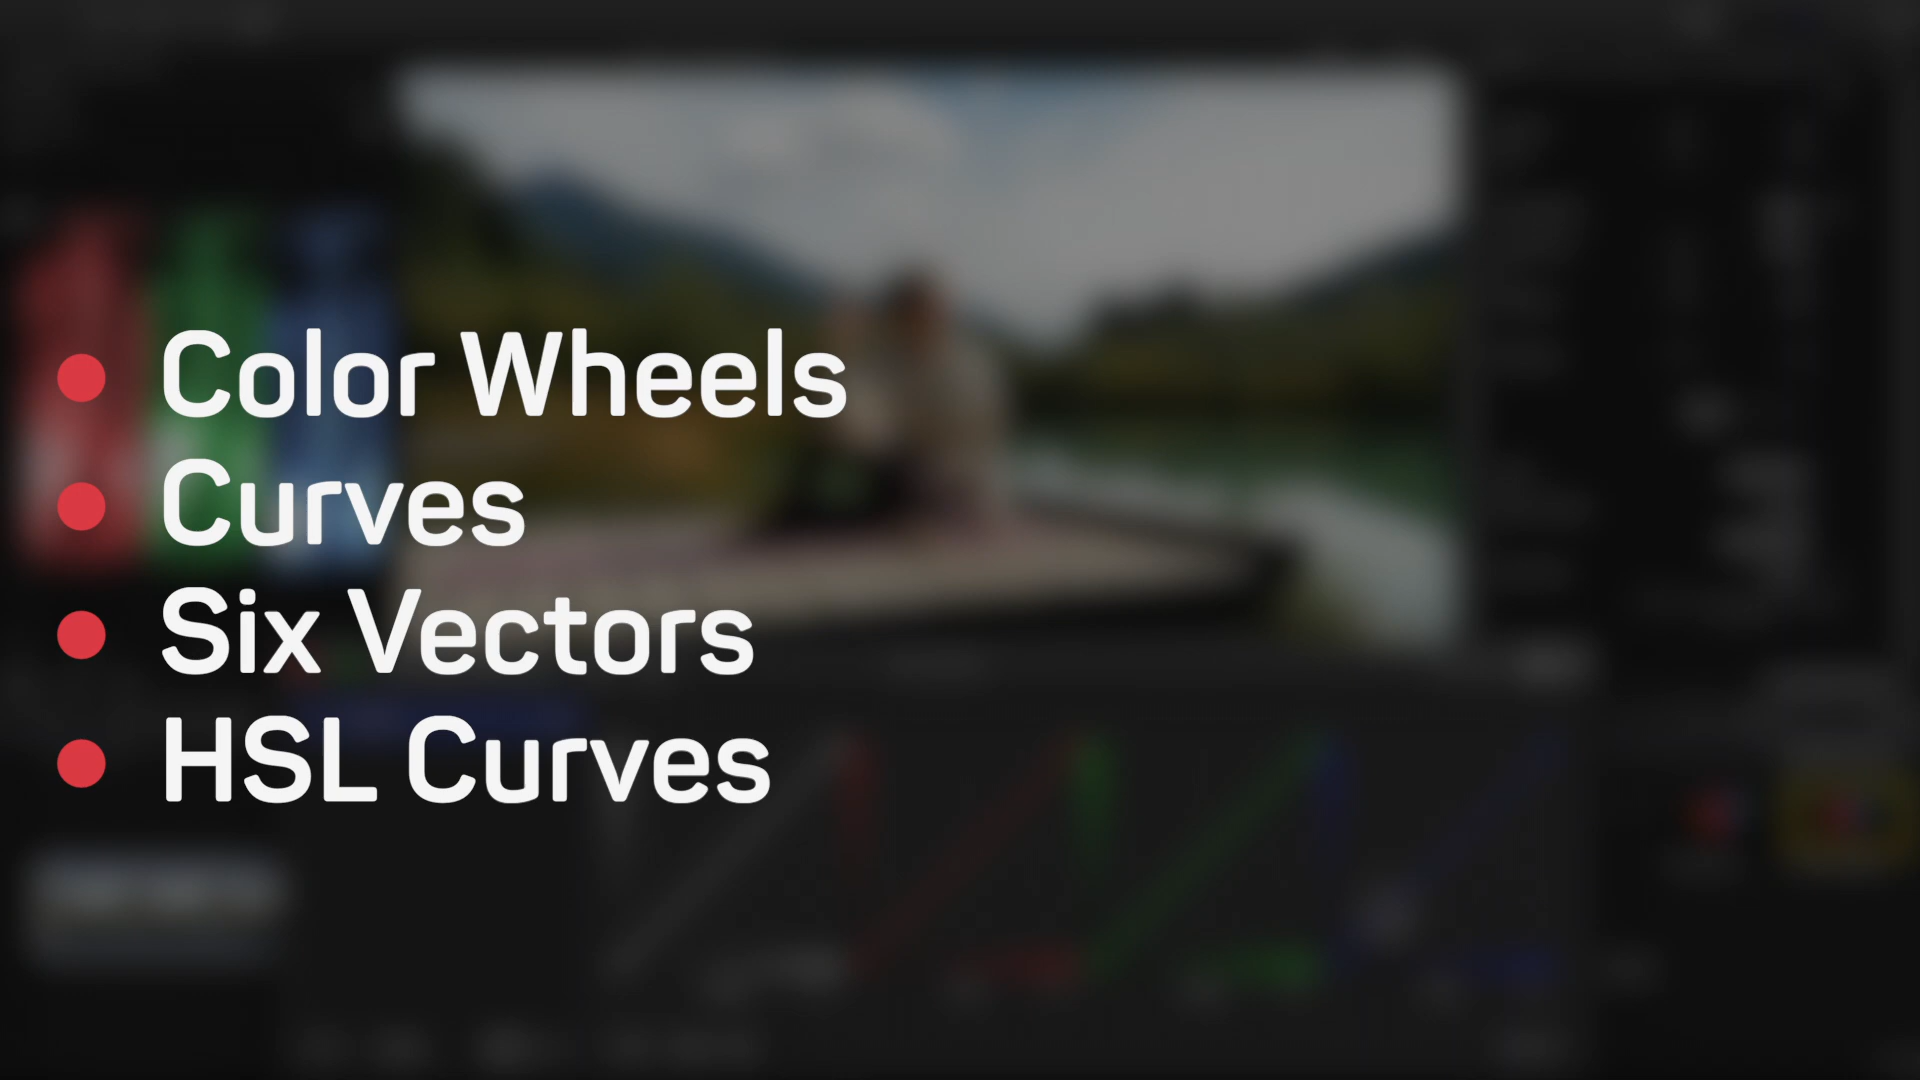 Color Wheels
Curves
Six Vectors
HSL Curves